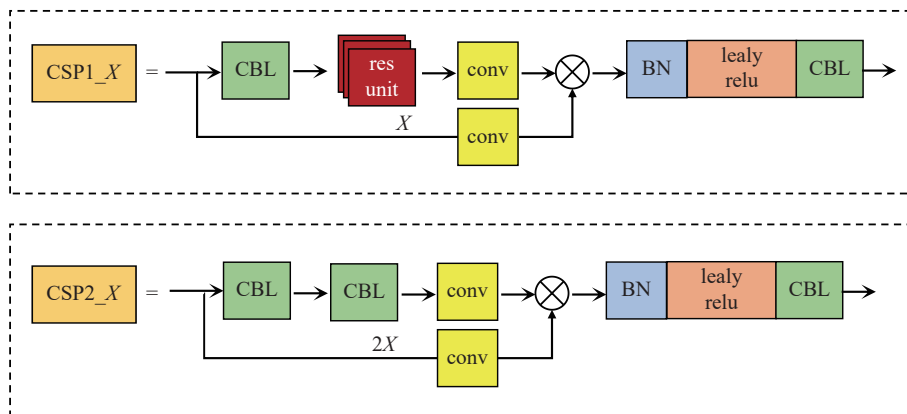 CSP1_X = CBL res unit conv BN lealy relu CBL
X conv
CSP2_X = CBL CBL conv BN lealy relu CBL
2X conv